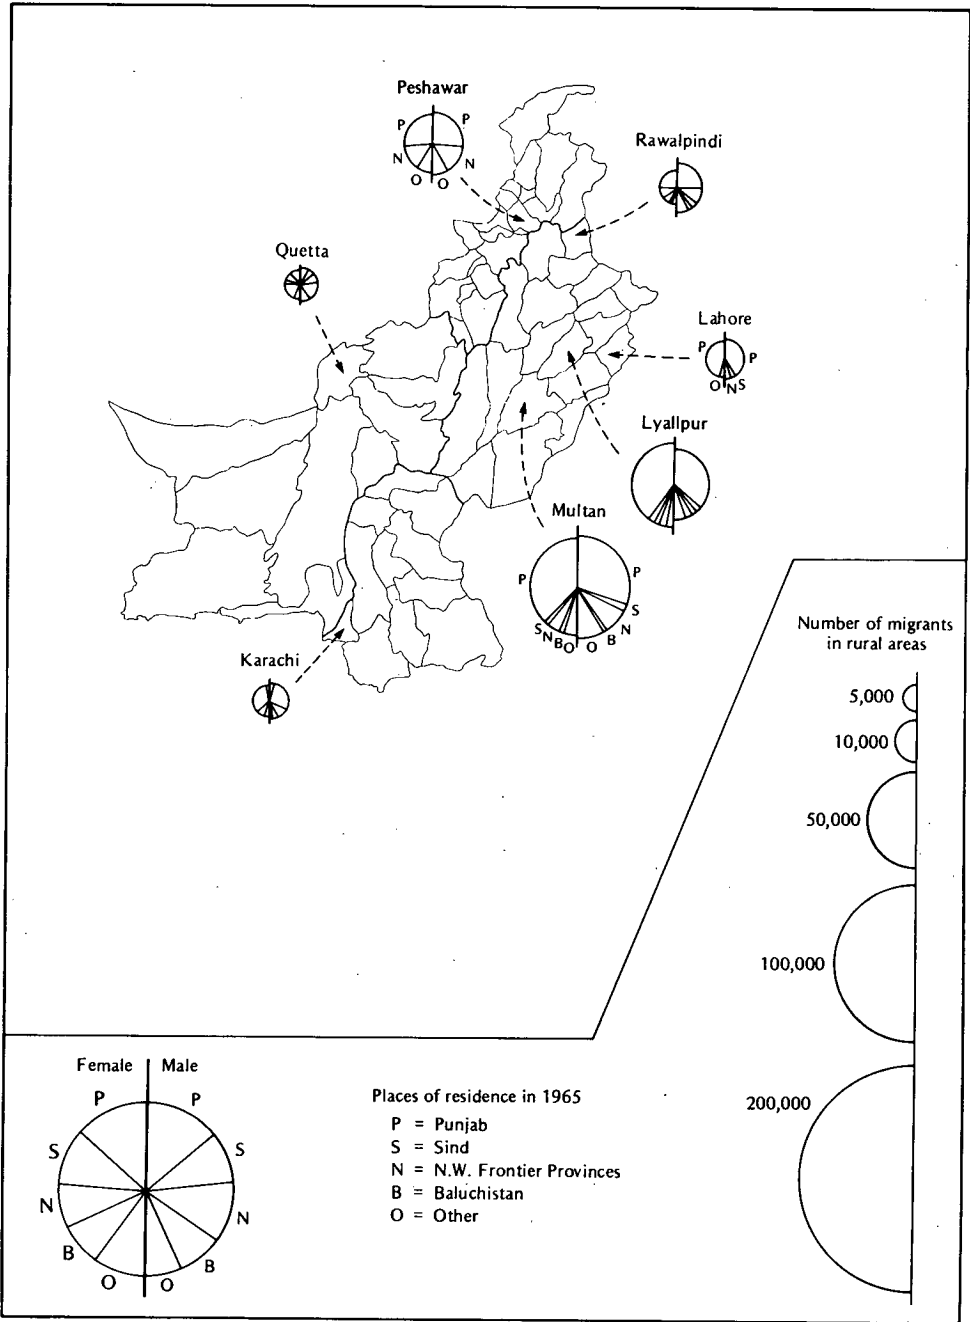 Peshawar
P P
N N
O O
Rawalpindi
Quetta
Lahore
P P
O N S
Lyallpur
Multan
P P
S S
N N
B B
O O
Karachi
Number of migrants
in rural areas
5,000
10,000
50,000
100,000
200,000
Female Male
P P
S S
N N
B B
O O
Places of residence in 1965
P = Punjab
S = Sind
N = N.W. Frontier Provinces
B = Baluchistan
O = Other